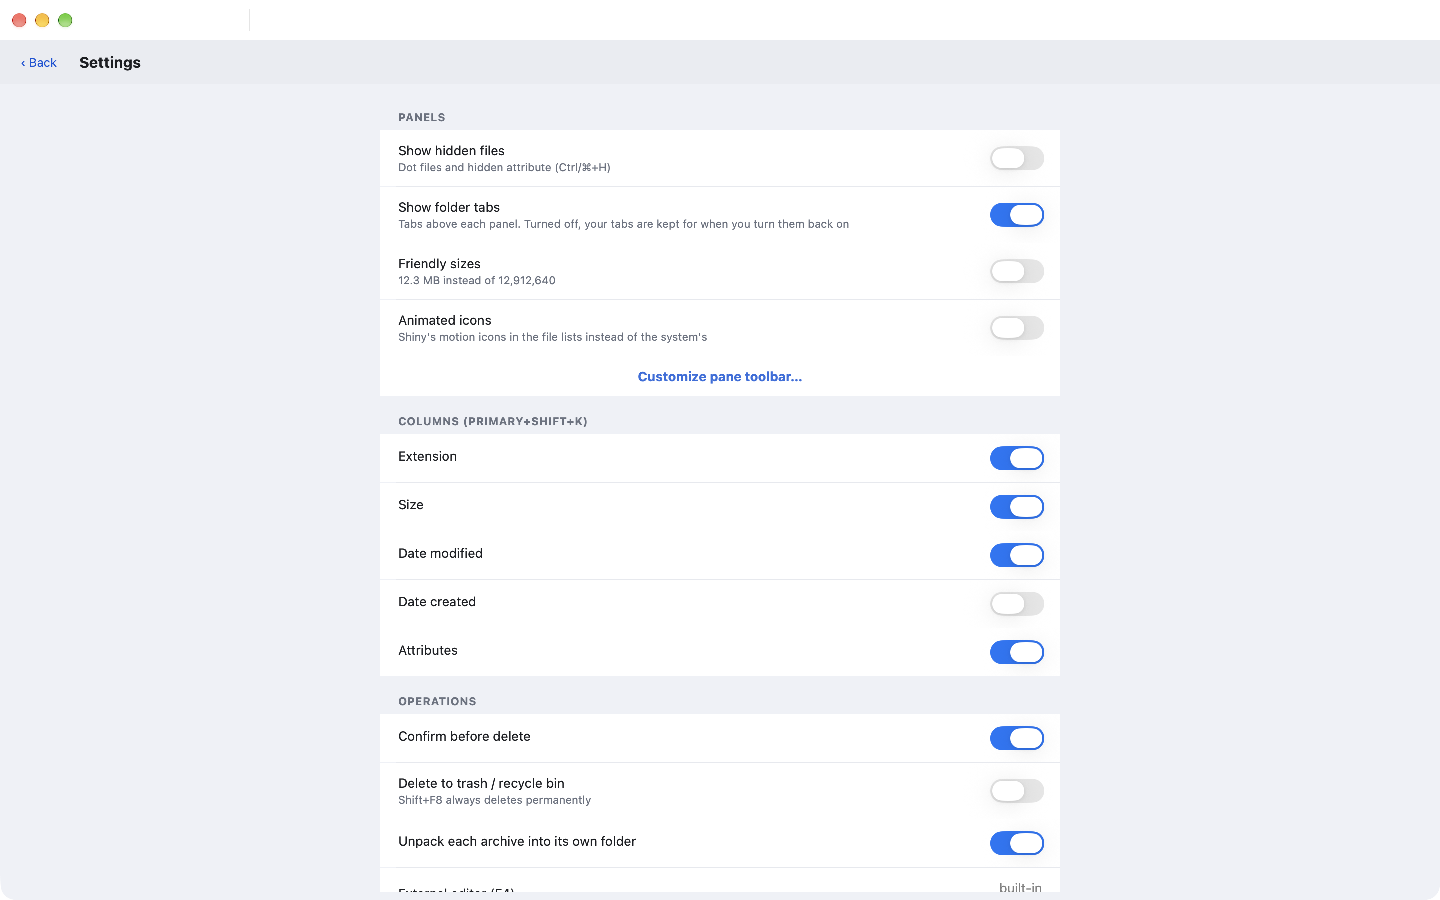 ‹ Back
Settings
PANELS
Show hidden files
Dot files and hidden attribute (Ctrl/⌘+H)
Show folder tabs
Tabs above each panel. Turned off, your tabs are kept for when you turn them back on
Friendly sizes
12.3 MB instead of 12,912,640
Animated icons
Shiny's motion icons in the file lists instead of the system's
Customize pane toolbar...
COLUMNS (PRIMARY+SHIFT+K)
Extension
Size
Date modified
Date created
Attributes
OPERATIONS
Confirm before delete
Delete to trash / recycle bin
Shift+F8 always deletes permanently
Unpack each archive into its own folder
External editor (F4)
built-in